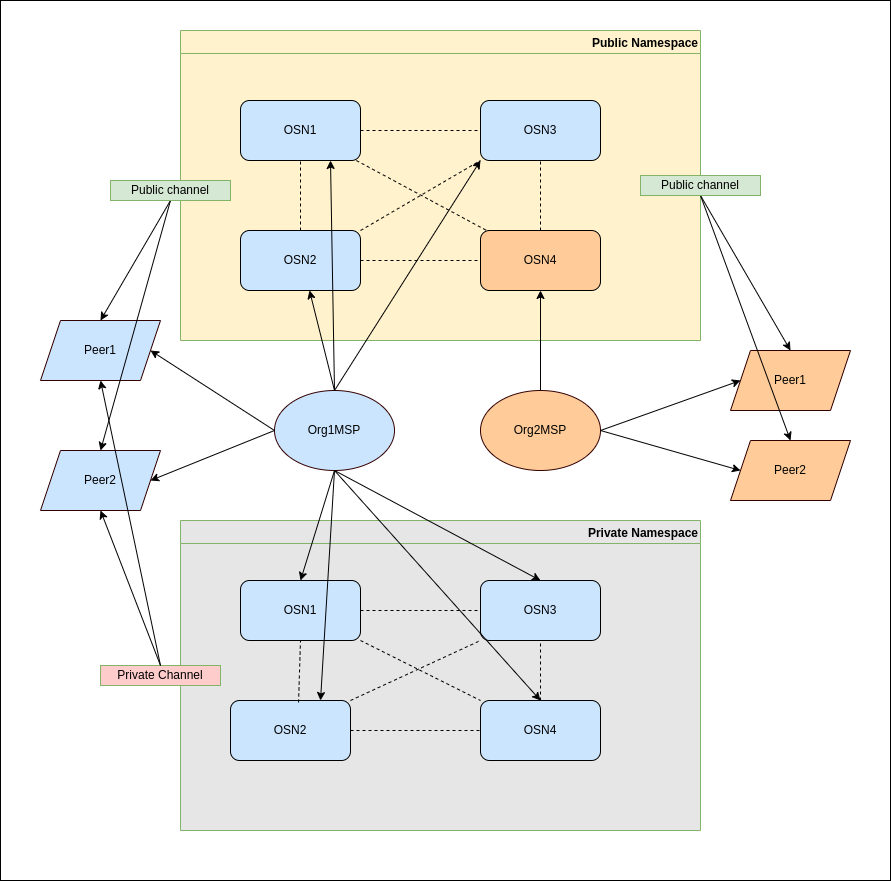 Public Namespace
OSN1
OSN3
Public channel
Public channel
OSN2
OSN4
Peer1
Peer1
Org1MSP
Org2MSP
Peer2
Peer2
Private Namespace
OSN1
OSN3
Private Channel
OSN2
OSN4